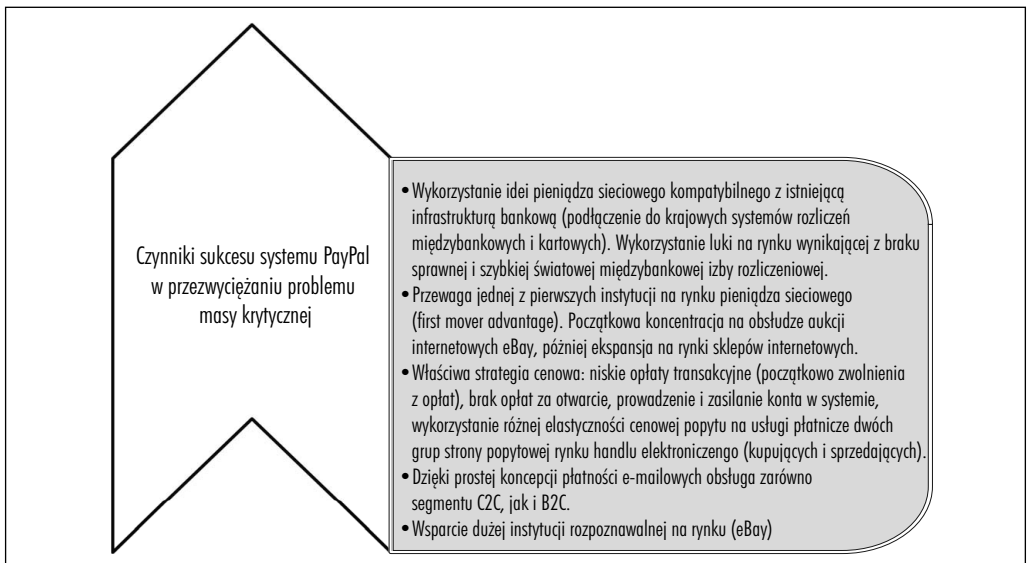 Czynniki sukcesu systemu PayPal
w przezwyciężaniu problemu
masy krytycznej
•Wykorzystanie idei pieniądza sieciowego kompatybilnego z istniejącą
infrastrukturą bankową (podłączenie do krajowych systemów rozliczeń
międzybankowych i kartowych). Wykorzystanie luki na rynku wynikającej z braku
sprawnej i szybkiej światowej międzybankowej izby rozliczeniowej.
•Przewaga jednej z pierwszych instytucji na rynku pieniądza sieciowego
(first mover advantage). Początkowa koncentracja na obsłudze aukcji
internetowych eBay, później ekspansja na rynki sklepów internetowych.
•Właściwa strategia cenowa: niskie opłaty transakcyjne (początkowo zwolnienia
z opłat), brak opłat za otwarcie, prowadzenie i zasilanie konta w systemie,
wykorzystanie różnej elastyczności cenowej popytu na usługi płatnicze dwóch
grup strony popytowej rynku handlu elektroniczengo (kupujących i sprzedających).
•Dzięki prostej koncepcji płatności e-mailowych obsługa zarówno
segmentu C2C, jak i B2C.
•Wsparcie dużej instytucji rozpoznawalnej na rynku (eBay)